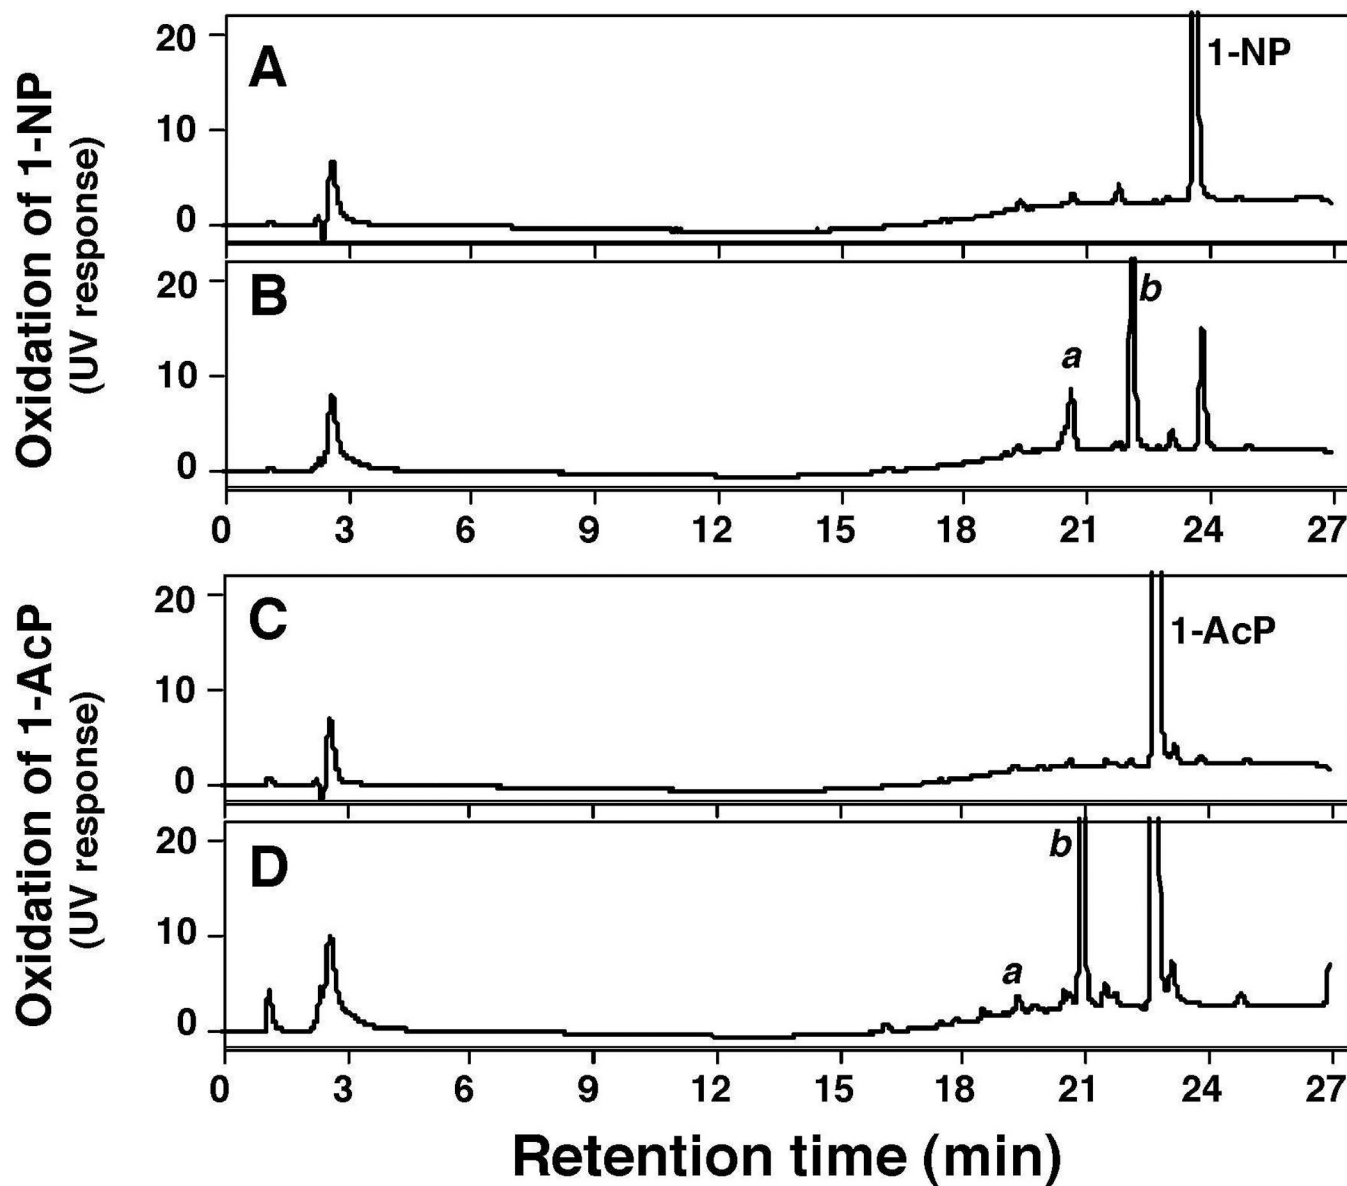 Oxidation of 1-NP
(UV response)
A
20
10
0
1-NP
B
20
10
0
a
b
0 3 6 9 12 15 18 21 24 27
Oxidation of 1-AcP
(UV response)
C
20
10
0
1-AcP
D
20
10
0
a
b
0 3 6 9 12 15 18 21 24 27
Retention time (min)